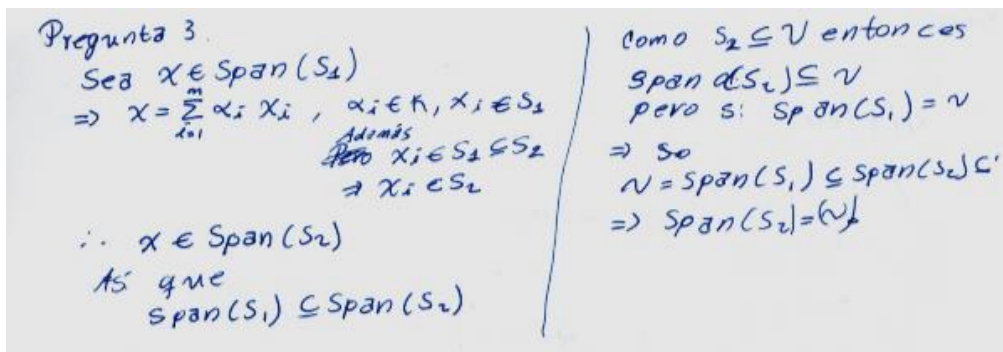 Pregunta 3.
Sea x ∈ Span (S₁)
⇒ x = ∑ᵢ₌₁ᵐ αᵢ xᵢ , αᵢ ∈ K, xᵢ ∈ S₁
Además
Pero xᵢ ∈ S₁ ⊆ S₂
⇒ xᵢ ∈ S₂
∴ x ∈ Span (S₂)
Así que
span (S₁) ⊆ Span (S₂)
como S₂ ⊆ V entonces
span (S₂) ⊆ V
pero si Span (S₁) = V
⇒ so
V = Span (S₁) ⊆ Span (S₂) ⊆
⇒ Span (S₂) = V